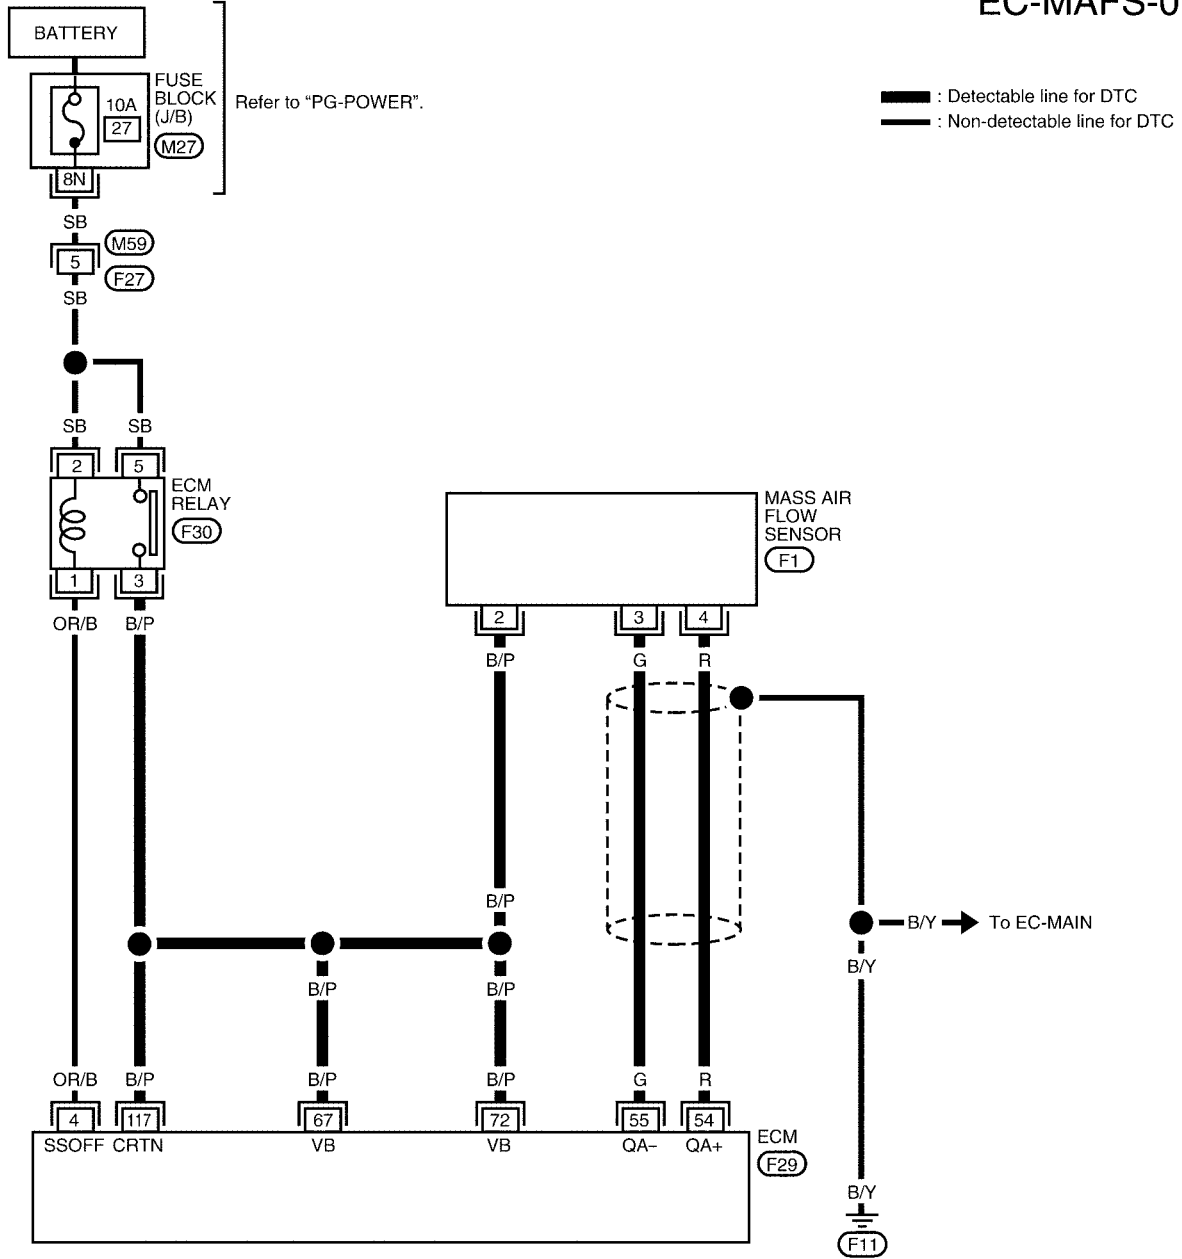 EC-MAFS-0
BATTERY
FUSE
BLOCK
(J/B)
10A
27
M27
Refer to "PG-POWER".
: Detectable line for DTC
: Non-detectable line for DTC
8N
SB
M59
5
F27
SB
SB SB
2 5
ECM
RELAY
F30
1 3
OR/B B/P
MASS AIR
FLOW
SENSOR
F1
2 3 4
B/P G R
B/P
B/Y To EC-MAIN
B/Y
B/P B/P
OR/B B/P B/P B/P G R
4 117 67 72 55 54
SSOFF CRTN VB VB QA– QA+
ECM
F29
B/Y
F11